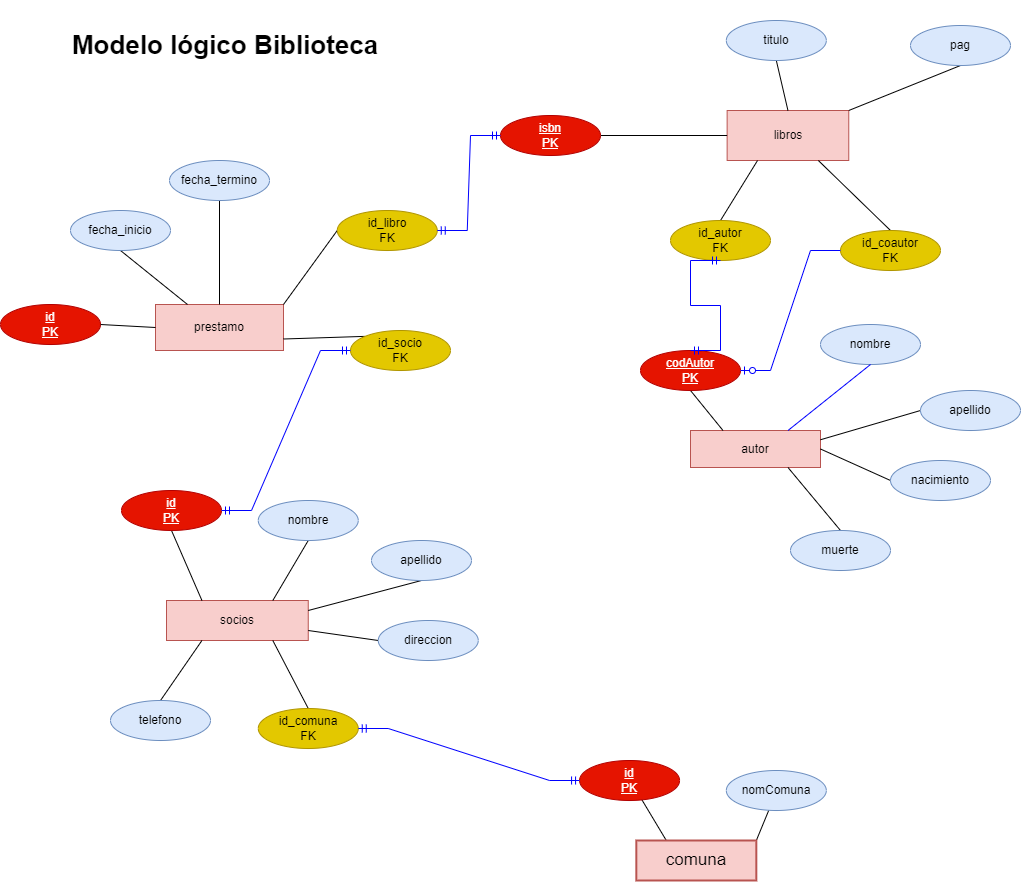 Modelo lógico Biblioteca
titulo
pag
isbn
PK
libros
fecha_termino
fecha_inicio
id_libro
FK
id_autor
FK
id_coautor
FK
id
PK
prestamo
id_socio
FK
codAutor
PK
nombre
apellido
autor
nacimiento
muerte
id
PK
nombre
apellido
socios
direccion
telefono
id_comuna
FK
id
PK
nomComuna
comuna